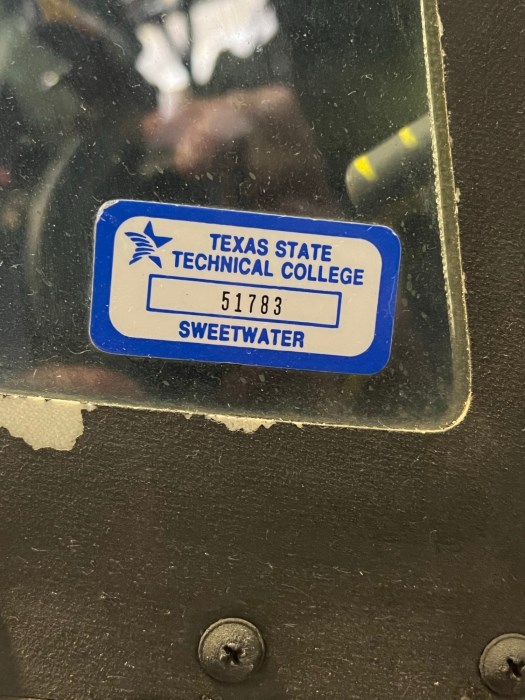 TEXAS STATE
TECHNICAL COLLEGE
51783
SWEETWATER